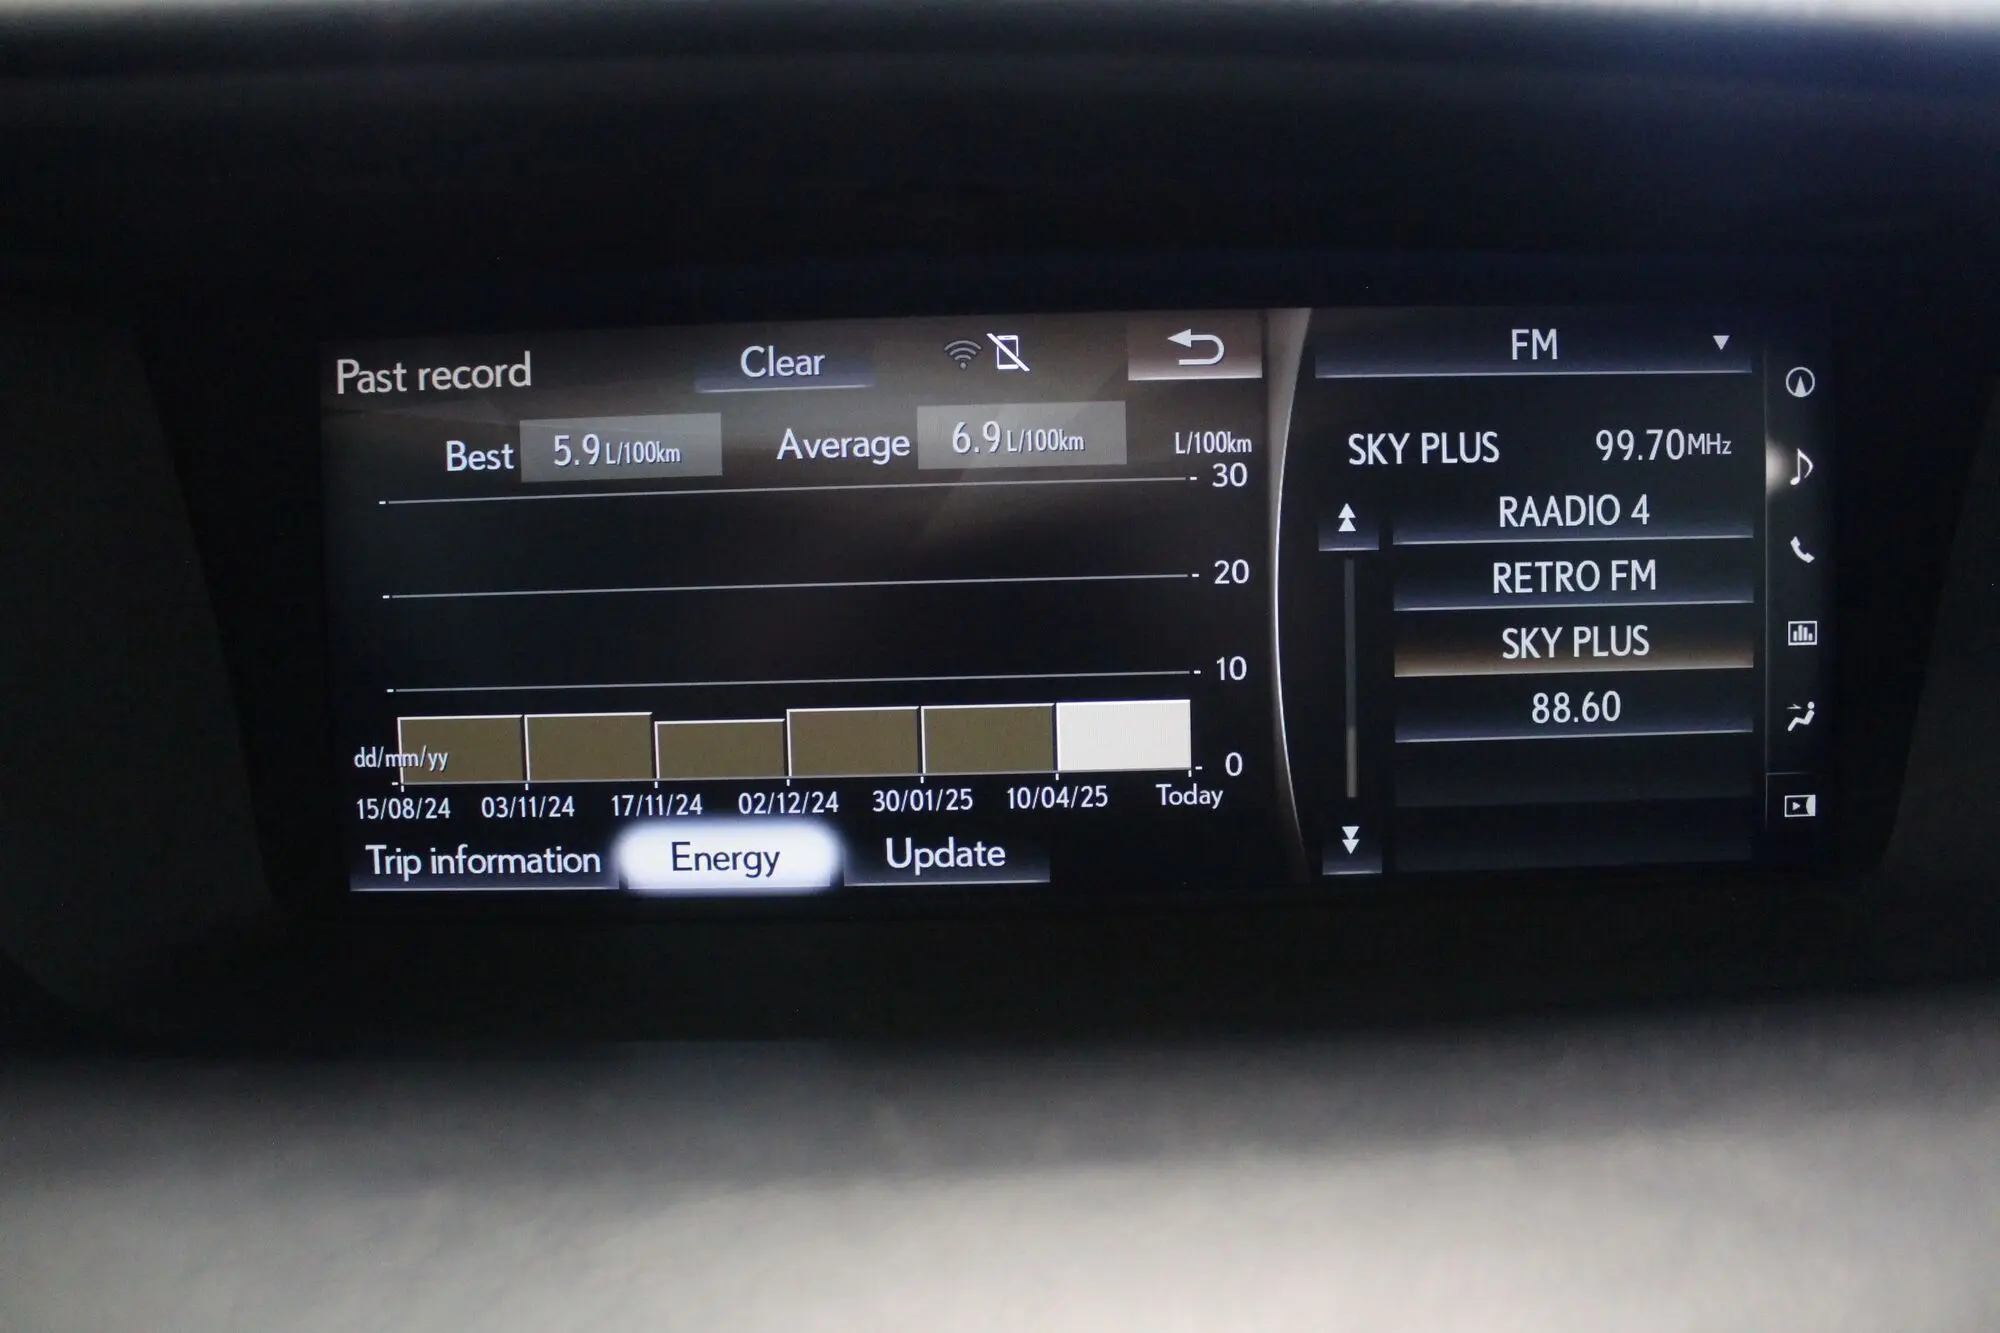 Past record
Clear
Best 5.9 L/100km
Average 6.9 L/100km
L/100km
30
20
10
0
dd/mm/yy
15/08/24 03/11/24 17/11/24 02/12/24 30/01/25 10/04/25 Today
Trip information
Energy
Update
FM
SKY PLUS 99.70MHz
RAADIO 4
RETRO FM
SKY PLUS
88.60